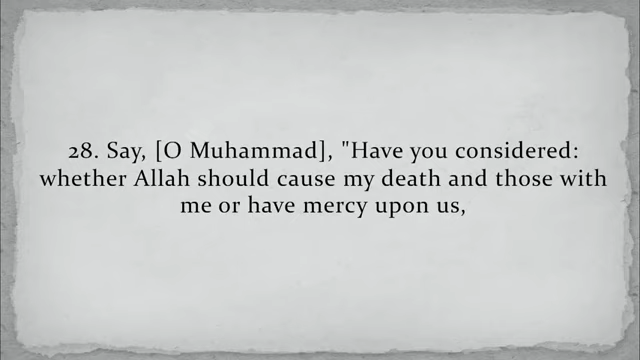 28. Say, [O Muhammad], "Have you considered:
whether Allah should cause my death and those with
me or have mercy upon us,